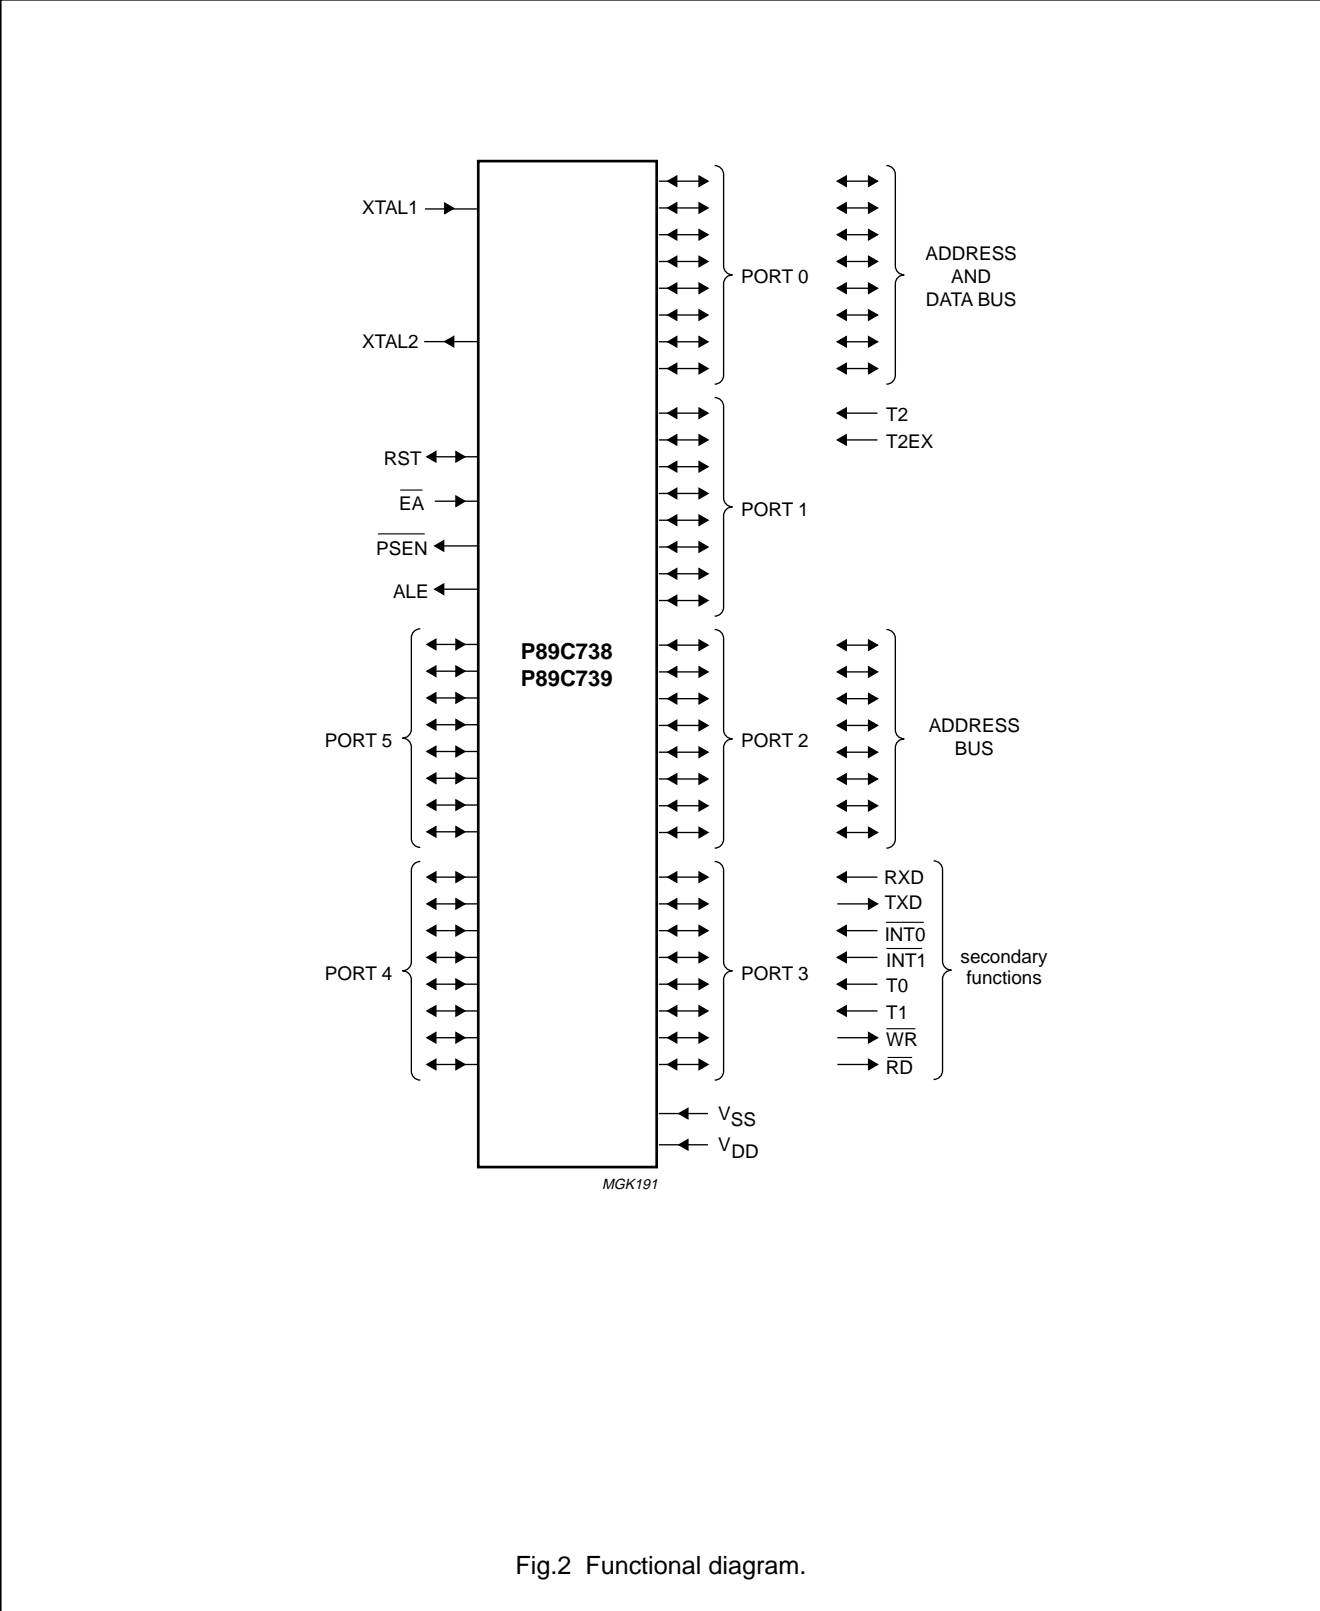 XTAL1
XTAL2
RST
EA
PSEN
ALE
PORT 5
PORT 4
P89C738
P89C739
PORT 0
PORT 1
PORT 2
PORT 3
ADDRESS
AND
DATA BUS
T2
T2EX
ADDRESS
BUS
RXD
TXD
INT0
INT1
T0
T1
WR
RD
secondary
functions
VSS
VDD
MGK191
Fig.2 Functional diagram.